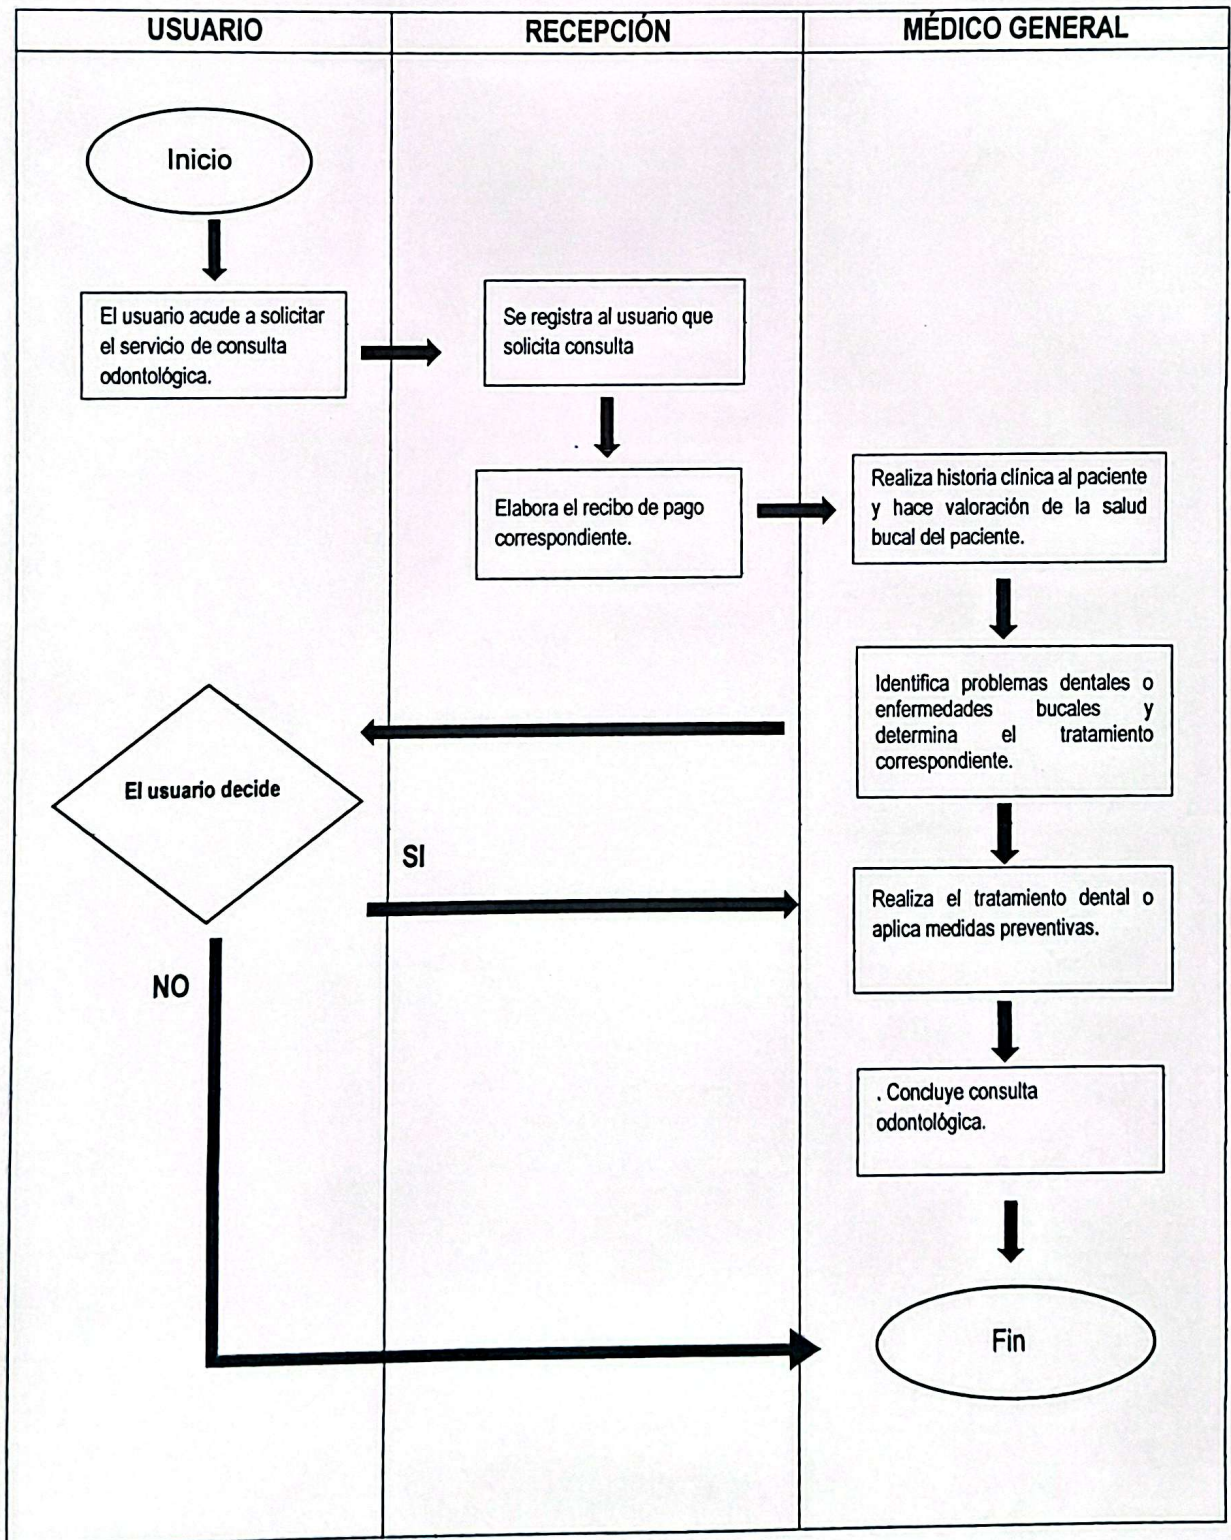 USUARIO
RECEPCIÓN
MÉDICO GENERAL
Inicio
El usuario acude a solicitar
el servicio de consulta
odontológica.
Se registra al usuario que
solicita consulta
Elabora el recibo de pago
correspondiente.
Realiza historia clínica al paciente
y hace valoración de la salud
bucal del paciente.
Identifica problemas dentales o
enfermedades bucales y
determina el tratamiento
correspondiente.
El usuario decide
SI
NO
Realiza el tratamiento dental o
aplica medidas preventivas.
. Concluye consulta
odontológica.
Fin